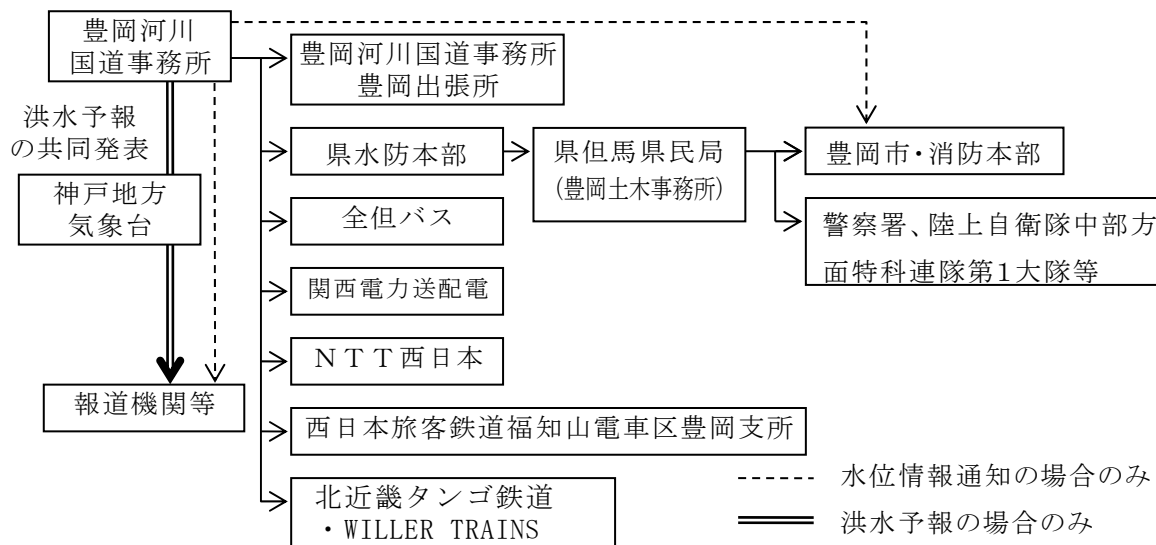 豊岡河川
国道事務所
洪水予報
の共同発表
神戸地方
気象台
報道機関等
豊岡河川国道事務所
豊岡出張所
県水防本部
県但馬県民局
(豊岡土木事務所)
豊岡市・消防本部
警察署、陸上自衛隊中部方
面特科連隊第1大隊等
全但バス
関西電力送配電
ＮＴＴ西日本
西日本旅客鉄道福知山電車区豊岡支所
北近畿タンゴ鉄道
・WILLER TRAINS
水位情報通知の場合のみ
洪水予報の場合のみ